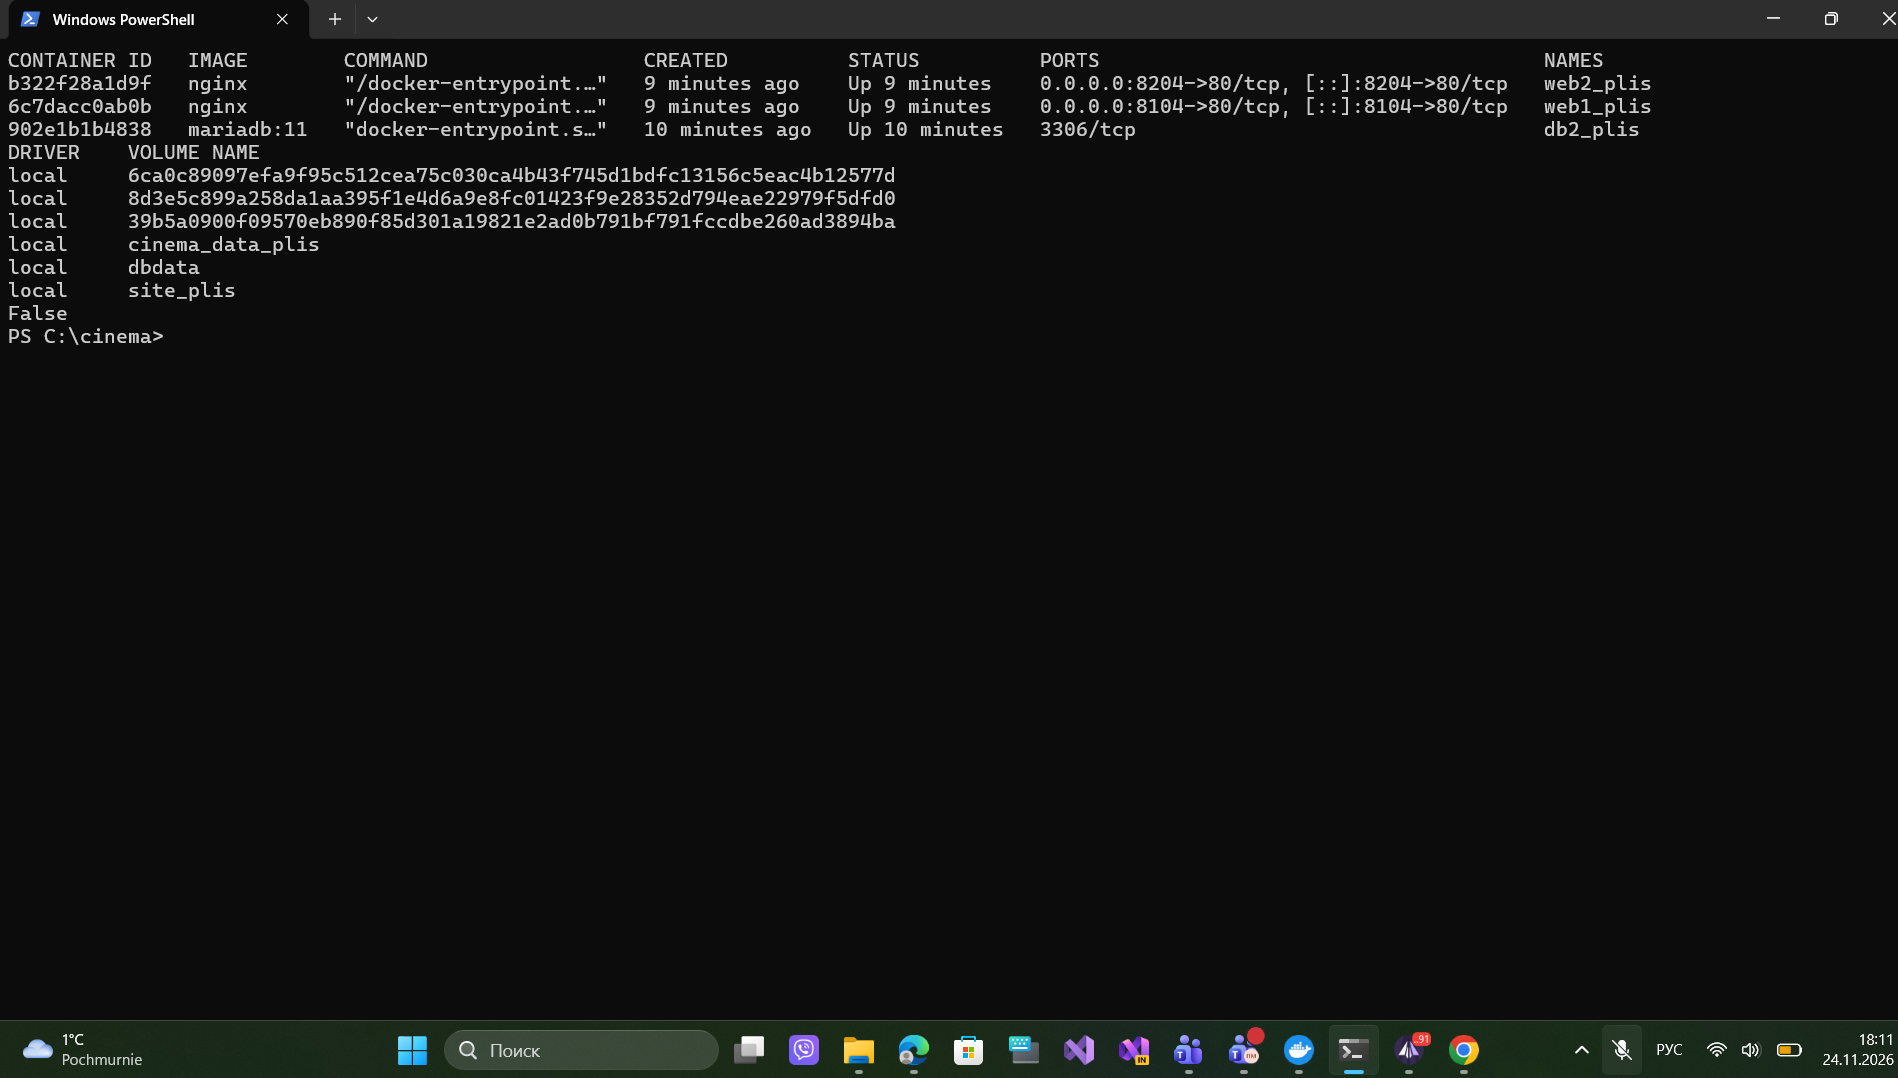 Windows PowerShell
CONTAINER ID   IMAGE        COMMAND                  CREATED          STATUS          PORTS                                     NAMES
b322f28a1d9f   nginx        "/docker-entrypoint.…"   9 minutes ago    Up 9 minutes    0.0.0.0:8204->80/tcp, [::]:8204->80/tcp   web2_plis
6c7dacc0ab0b   nginx        "/docker-entrypoint.…"   9 minutes ago    Up 9 minutes    0.0.0.0:8104->80/tcp, [::]:8104->80/tcp   web1_plis
902e1b1b4838   mariadb:11   "docker-entrypoint.s…"   10 minutes ago   Up 10 minutes   3306/tcp                                  db2_plis
DRIVER    VOLUME NAME
local     6ca0c89097efa9f95c512cea75c030ca4b43f745d1bdfc13156c5eac4b12577d
local     8d3e5c899a258da1aa395f1e4d6a9e8fc01423f9e28352d794eae22979f5dfd0
local     39b5a0900f09570eb890f85d301a19821e2ad0b791bf791fccdbe260ad3894ba
local     cinema_data_plis
local     dbdata
local     site_plis
False
PS C:\cinema>
1°C
Pochmurnie
Поиск
IN
T
T
ПМ
..91
РУС
18:11
24.11.2026